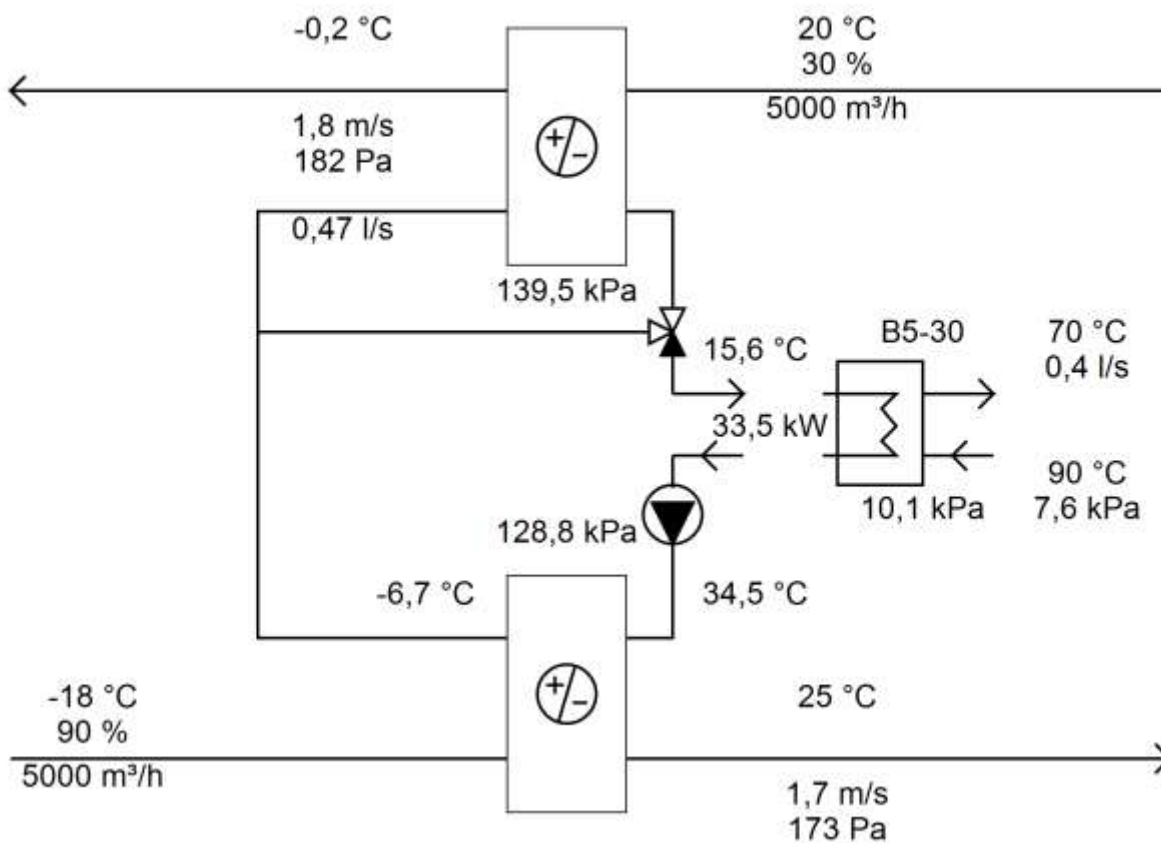 -0,2 °C
20 °C
30 %
5000 m³/h
1,8 m/s
182 Pa
0,47 l/s
139,5 kPa
15,6 °C
B5-30
70 °C
0,4 l/s
33,5 kW
90 °C
10,1 kPa
7,6 kPa
128,8 kPa
-6,7 °C
34,5 °C
-18 °C
90 %
5000 m³/h
25 °C
1,7 m/s
173 Pa